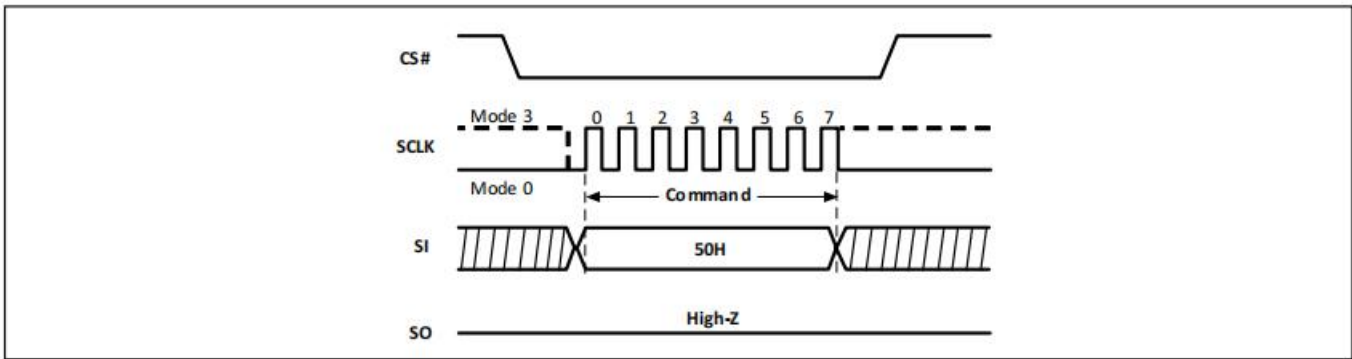 CS#
Mode 3 0 1 2 3 4 5 6 7
SCLK
Mode 0
Command
SI
50H
High-Z
SO